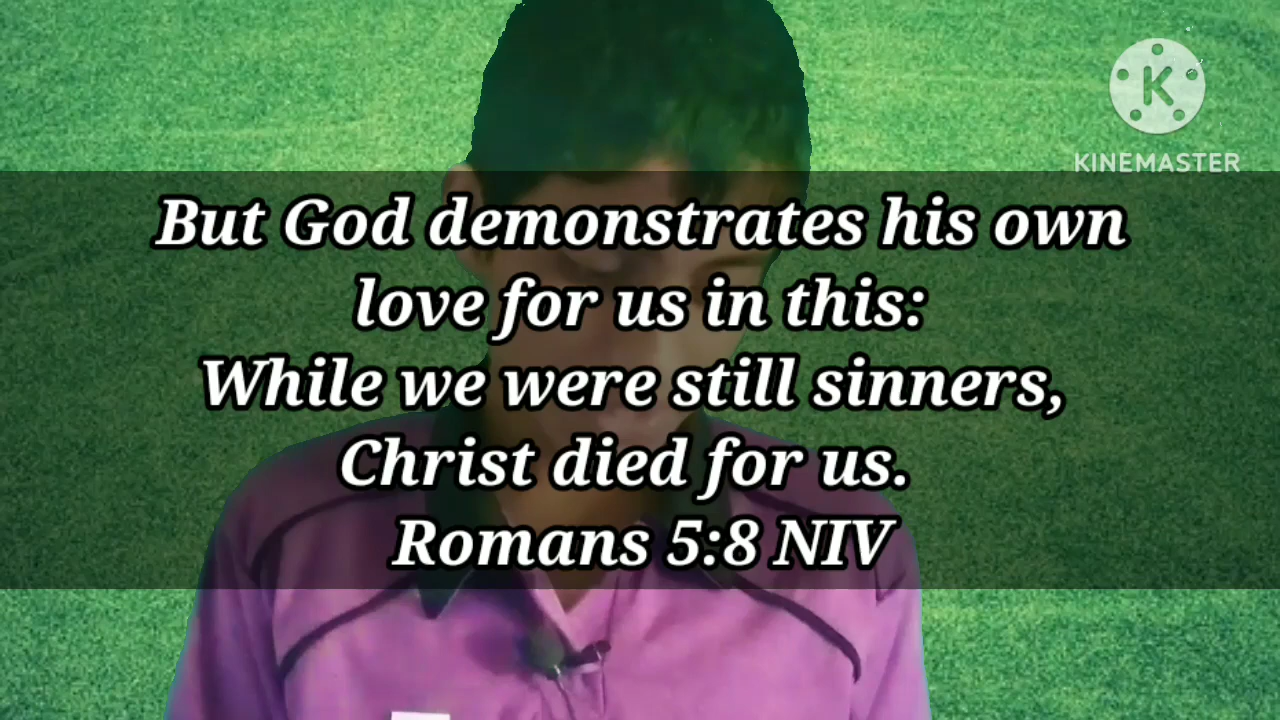 K
KINEMASTER
But God demonstrates his own
love for us in this:
While we were still sinners,
Christ died for us.
Romans 5:8 NIV